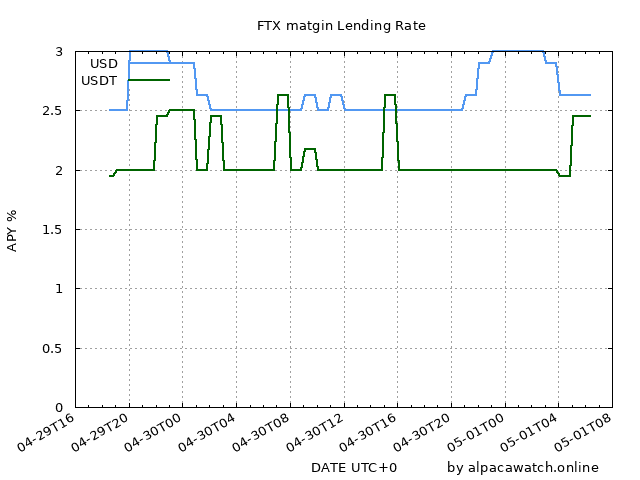 FTX matgin Lending Rate
USD
USDT
3
2.5
2
1.5
1
0.5
0
APY %
04-29T16
04-29T20
04-30T00
04-30T04
04-30T08
04-30T12
04-30T16
04-30T20
05-01T00
05-01T04
05-01T08
DATE UTC+0
by alpacawatch.online